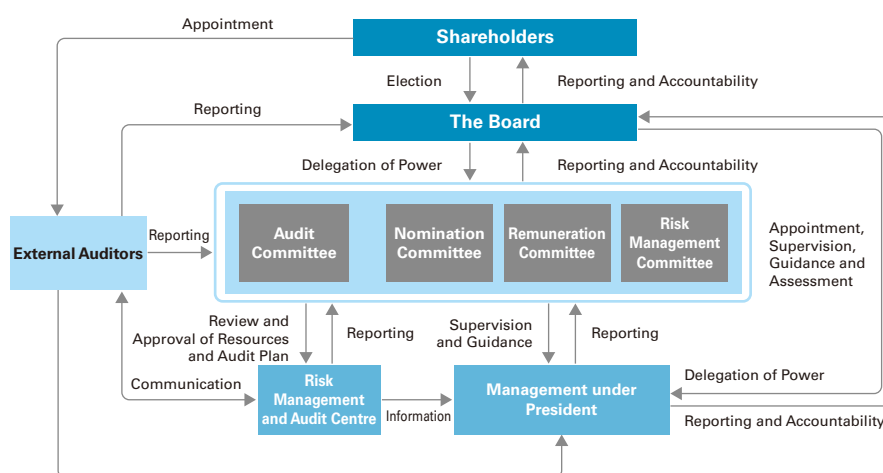 Appointment
Shareholders
Election
Reporting and Accountability
Reporting
The Board
Delegation of Power
Reporting and Accountability
External Auditors
Reporting
Audit
Committee
Nomination
Committee
Remuneration
Committee
Risk
Management
Committee
Appointment,
Supervision,
Guidance and
Assessment
Review and
Approval of Resources
and Audit Plan
Reporting
Supervision
and Guidance
Reporting
Communication
Risk
Management
and Audit Centre
Information
Management under
President
Delegation of Power
Reporting and Accountability